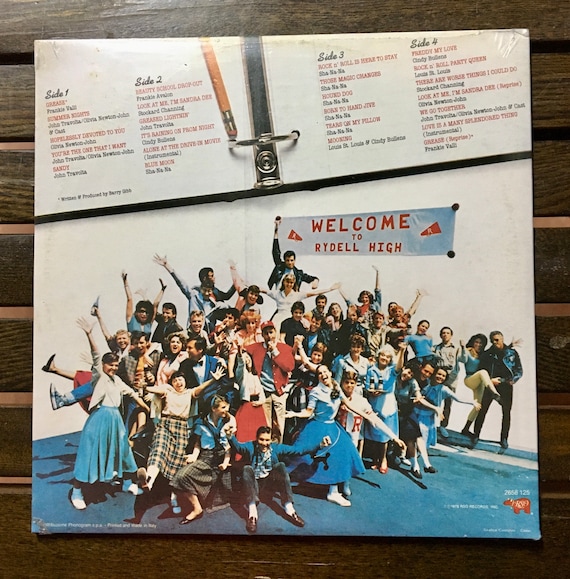 Side 1
GREASE*
Frankie Valli
SUMMER NIGHTS
John Travolta/Olivia Newton-John
& Cast
HOPELESSLY DEVOTED TO YOU
Olivia Newton-John
YOU'RE THE ONE THAT I WANT
John Travolta/Olivia Newton-John
SANDY
John Travolta
* Written & Produced by Barry Gibb
Side 2
BEAUTY SCHOOL DROP-OUT
Frankie Avalon
LOOK AT ME, I'M SANDRA DEE
Stockard Channing
GREASED LIGHTNIN'
John Travolta
IT'S RAINING ON PROM NIGHT
Cindy Bullens
ALONE AT THE DRIVE-IN MOVIE
(Instrumental)
BLUE MOON
Sha-Na-Na
Side 3
ROCK n' ROLL IS HERE TO STAY
Sha-Na-Na
THOSE MAGIC CHANGES
Sha-Na-Na
HOUND DOG
Sha-Na-Na
BORN TO HAND JIVE
Sha-Na-Na
TEARS ON MY PILLOW
Sha-Na-Na
MOONING
Louis St. Louis & Cindy Bullens
Side 4
FREDDY MY LOVE
Cindy Bullens
ROCK n' ROLL PARTY QUEEN
Louis St. Louis
THERE ARE WORSE THINGS I COULD DO
Stockard Channing
LOOK AT ME, I'M SANDRA DEE (Reprise)
Olivia Newton-John
WE GO TOGETHER
John Travolta/Olivia Newton-John & Cast
LOVE IS A MANY SPLENDORED THING
(Instrumental)
GREASE (Reprise)*
Frankie Valli
WELCOME
TO
RYDELL HIGH
R
R
2658 125
RSO
© 1978 RSO RECORDS, INC.
Phonogram s.p.a. - Printed and Made in Italy